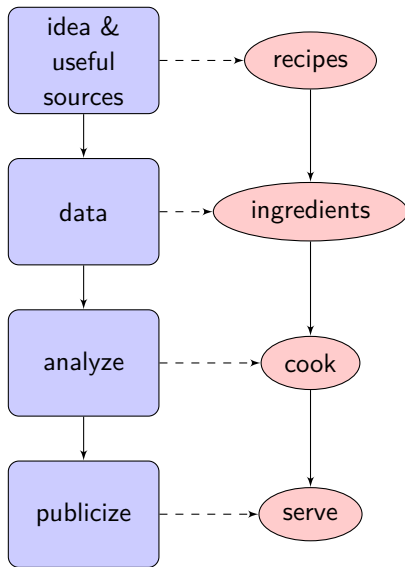 idea &
useful
sources
recipes
data
ingredients
analyze
cook
publicize
serve